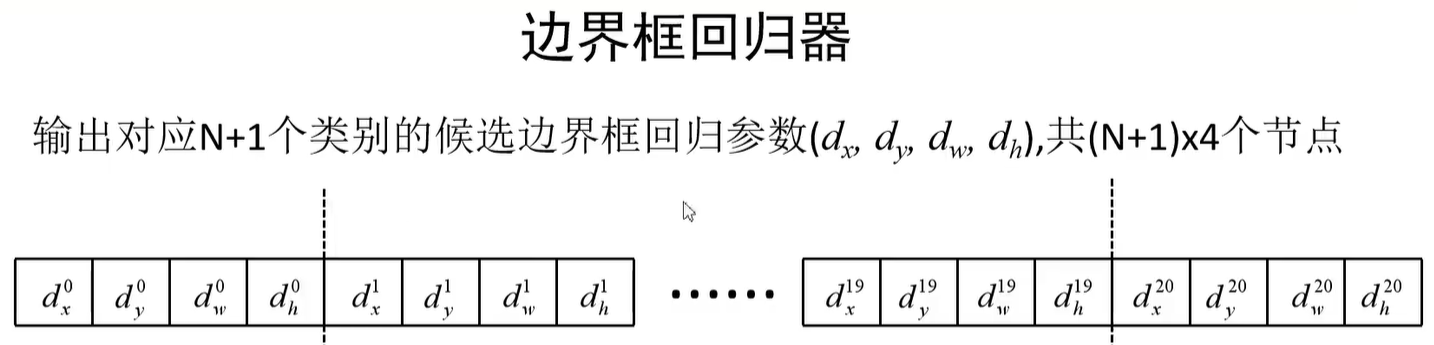 边界框回归器
输出对应N+1个类别的候选边界框回归参数(dx, dy, dw, dh),共(N+1)x4个节点
d⁰x d⁰y d⁰w d⁰h d¹x d¹y d¹w d¹h ······ d¹⁹x d¹⁹y d¹⁹w d¹⁹h d²⁰x d²⁰y d²⁰w d²⁰h